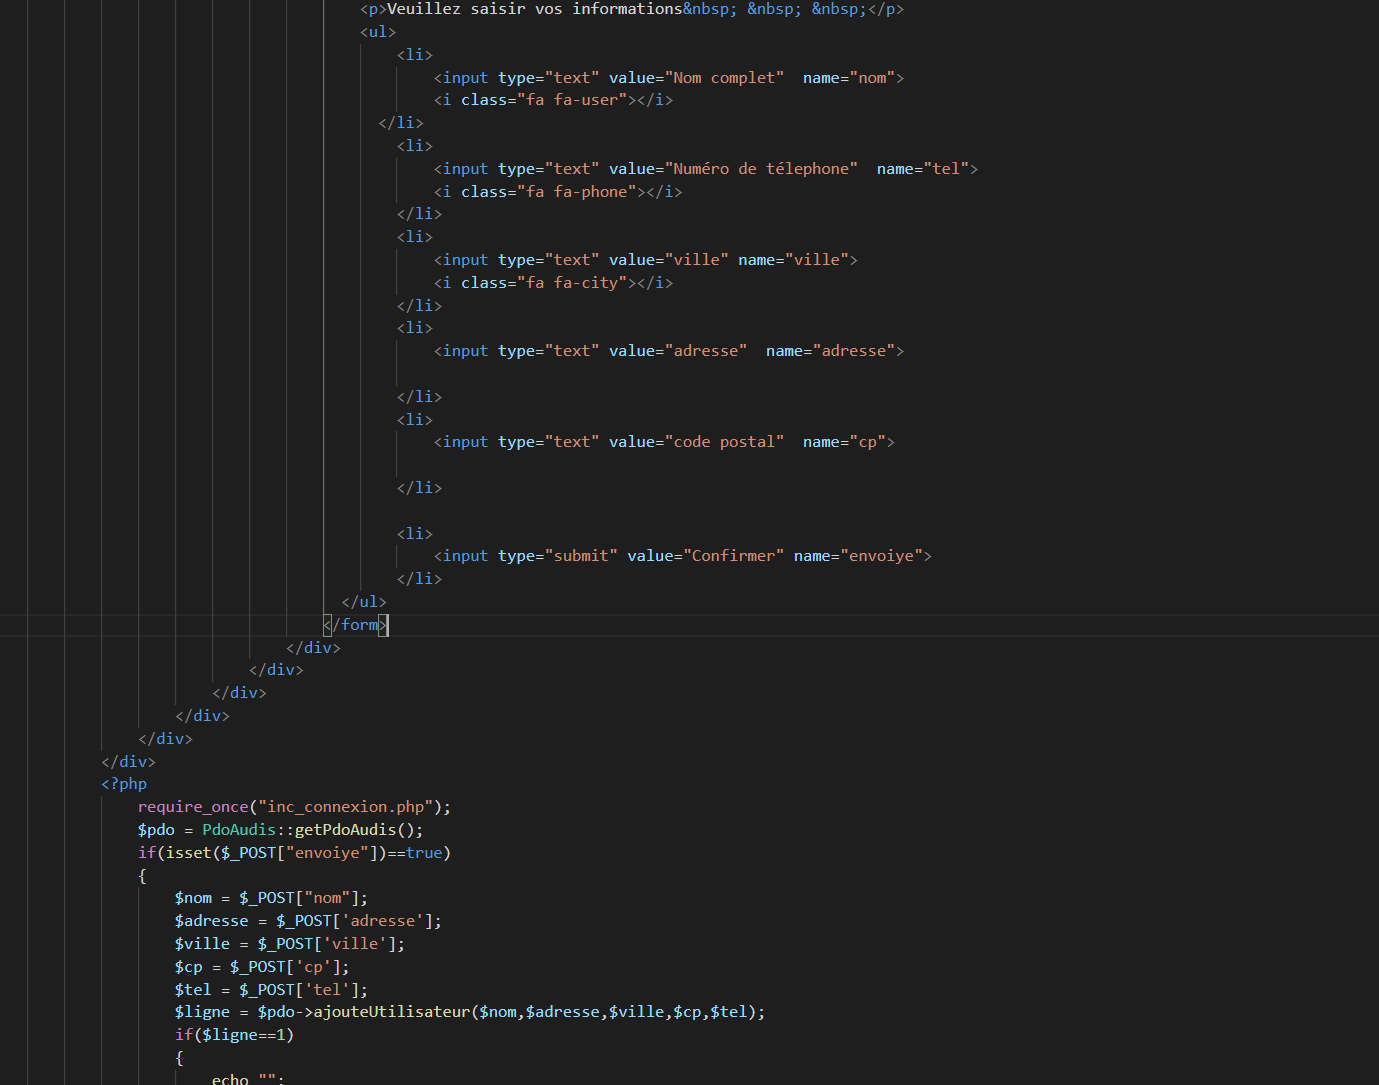 <p>Veuillez saisir vos informations&nbsp; &nbsp; &nbsp;</p>
<ul>
<li>
<input type="text" value="Nom complet"  name="nom">
<i class="fa fa-user"></i>
</li>
<li>
<input type="text" value="Numéro de télephone"  name="tel">
<i class="fa fa-phone"></i>
</li>
<li>
<input type="text" value="ville" name="ville">
<i class="fa fa-city"></i>
</li>
<li>
<input type="text" value="adresse"  name="adresse">
</li>
<li>
<input type="text" value="code postal"  name="cp">
</li>
<li>
<input type="submit" value="Confirmer" name="envoiye">
</li>
</ul>
</form>
</div>
</div>
</div>
</div>
</div>
</div>
<?php
require_once("inc_connexion.php");
$pdo = PdoAudis::getPdoAudis();
if(isset($_POST["envoiye"])==true)
{
$nom = $_POST["nom"];
$adresse = $_POST['adresse'];
$ville = $_POST['ville'];
$cp = $_POST['cp'];
$tel = $_POST['tel'];
$ligne = $pdo->ajouteUtilisateur($nom,$adresse,$ville,$cp,$tel);
if($ligne==1)
{
echo "";